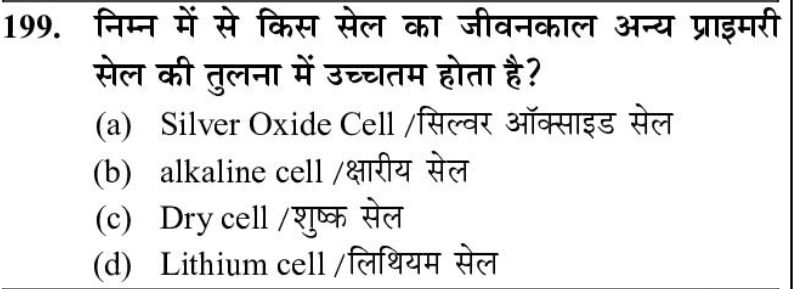 199. निम्न में से किस सेल का जीवनकाल अन्य प्राइमरी
सेल की तुलना में उच्चतम होता है?
(a) Silver Oxide Cell /सिल्वर ऑक्साइड सेल
(b) alkaline cell /क्षारीय सेल
(c) Dry cell /शुष्क सेल
(d) Lithium cell /लिथियम सेल